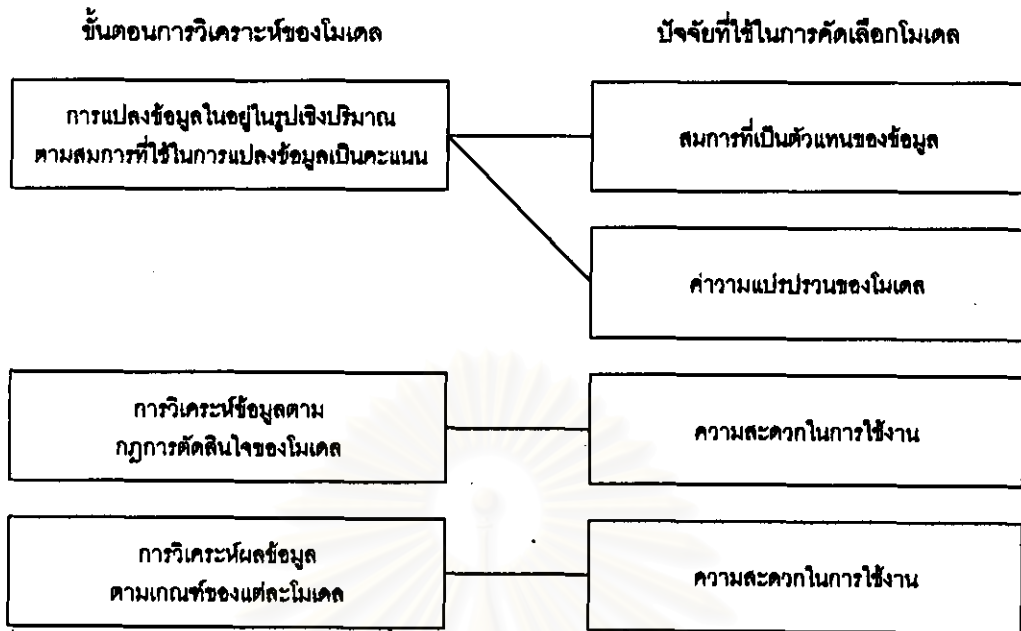 ขั้นตอนการวิเคราะห์ของโมเดล
ปัจจัยที่ใช้ในการคัดเลือกโมเดล
การแปลงข้อมูลในอยู่ในรูปเชิงปริมาณ
ตามสมการที่ใช้ในการแปลงข้อมูลเป็นคะแนน
สมการที่เป็นตัวแทนของข้อมูล
ค่าวามแปรปรวนของโมเดล
การวิเคระห์ข้อมูลตาม
กฎการตัดสินใจของโมเดล
ความสะดวกในการใช้งาน
การวิเคระห์ผลข้อมูล
ตามเกณฑ์ของแต่ละโมเดล
ความสะดวกในการใช้งาน